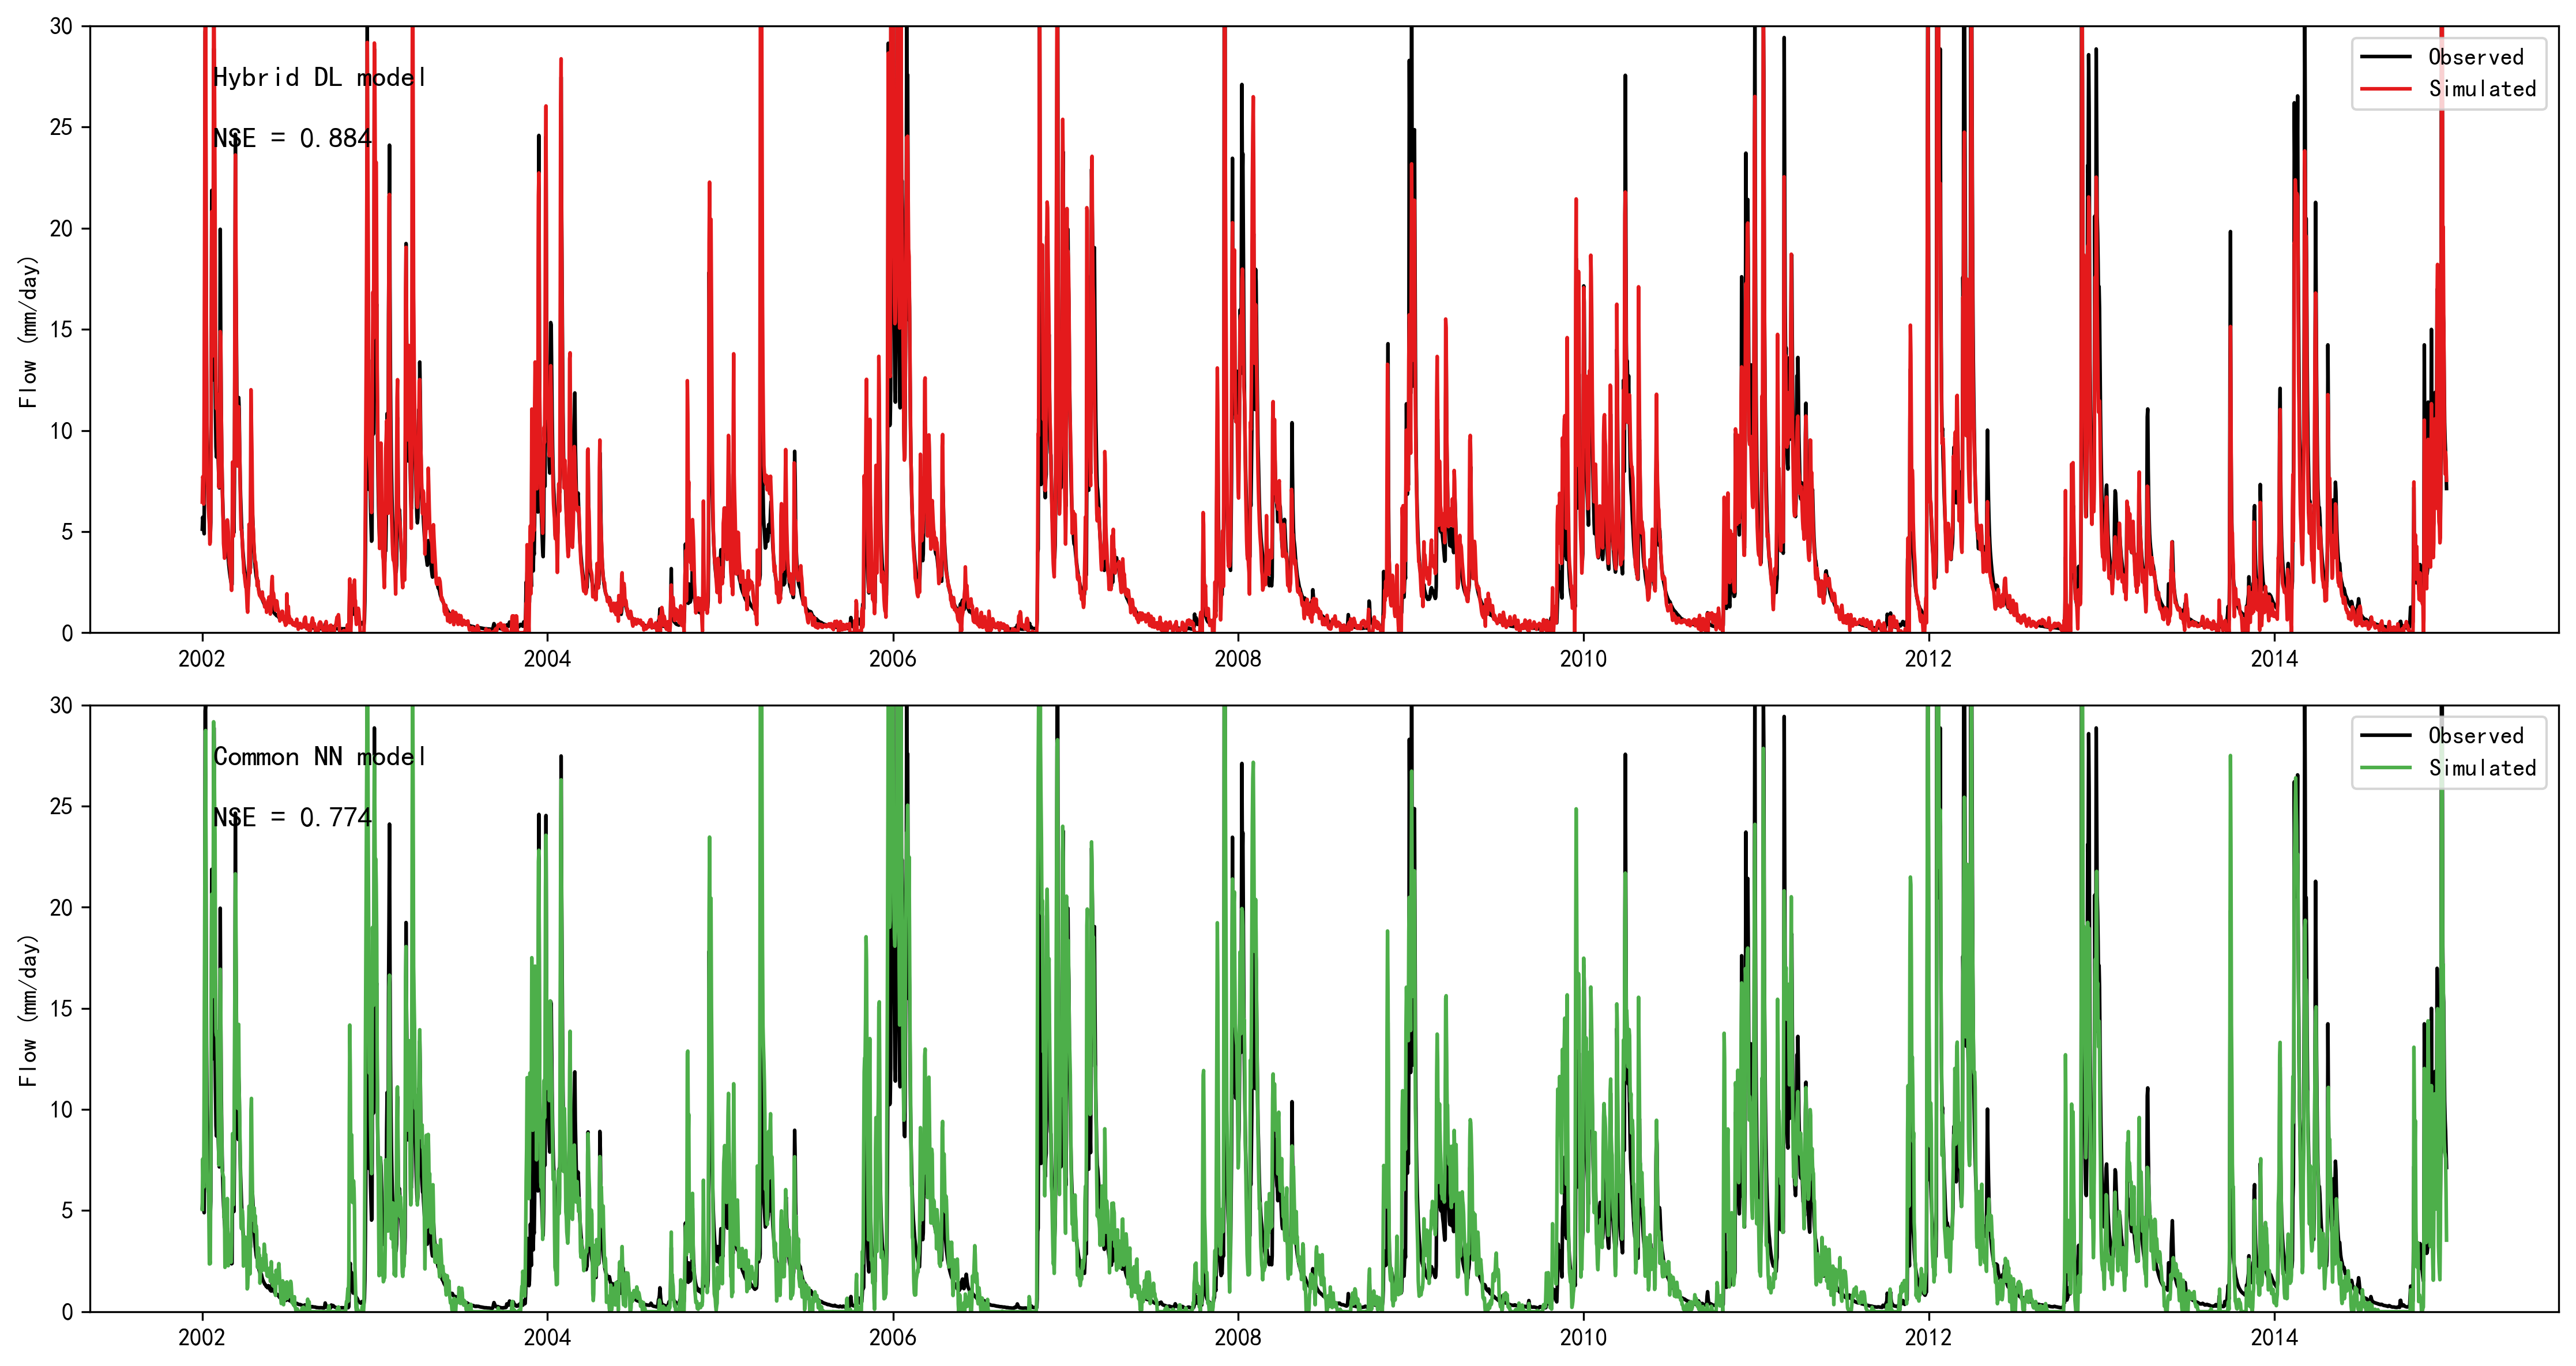 30
25
20
15
10
5
0
Flow (mm/day)
Hybrid DL model
NSE = 0.884
Observed
Simulated
2002 2004 2006 2008 2010 2012 2014
30
25
20
15
10
5
0
Flow (mm/day)
Common NN model
NSE = 0.774
Observed
Simulated
2002 2004 2006 2008 2010 2012 2014